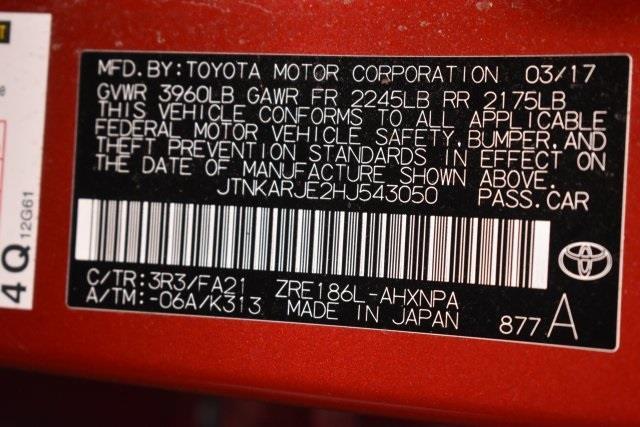 MFD.BY:TOYOTA MOTOR CORPORATION 03/17
GVWR 3960LB GAWR FR 2245LB RR 2175LB
THIS VEHICLE CONFORMS TO ALL APPLICABLE
FEDERAL MOTOR VEHICLE SAFETY,BUMPER,AND
THEFT PREVENTION STANDARDS IN EFFECT ON
THE DATE OF MANUFACTURE SHOWN ABOVE.
JTNKARJE2HJ543050 PASS.CAR
C/TR:3R3/FA21 ZRE186L-AHXNPA
A/TM:-06A/K313 MADE IN JAPAN 877A
4Q
12G61